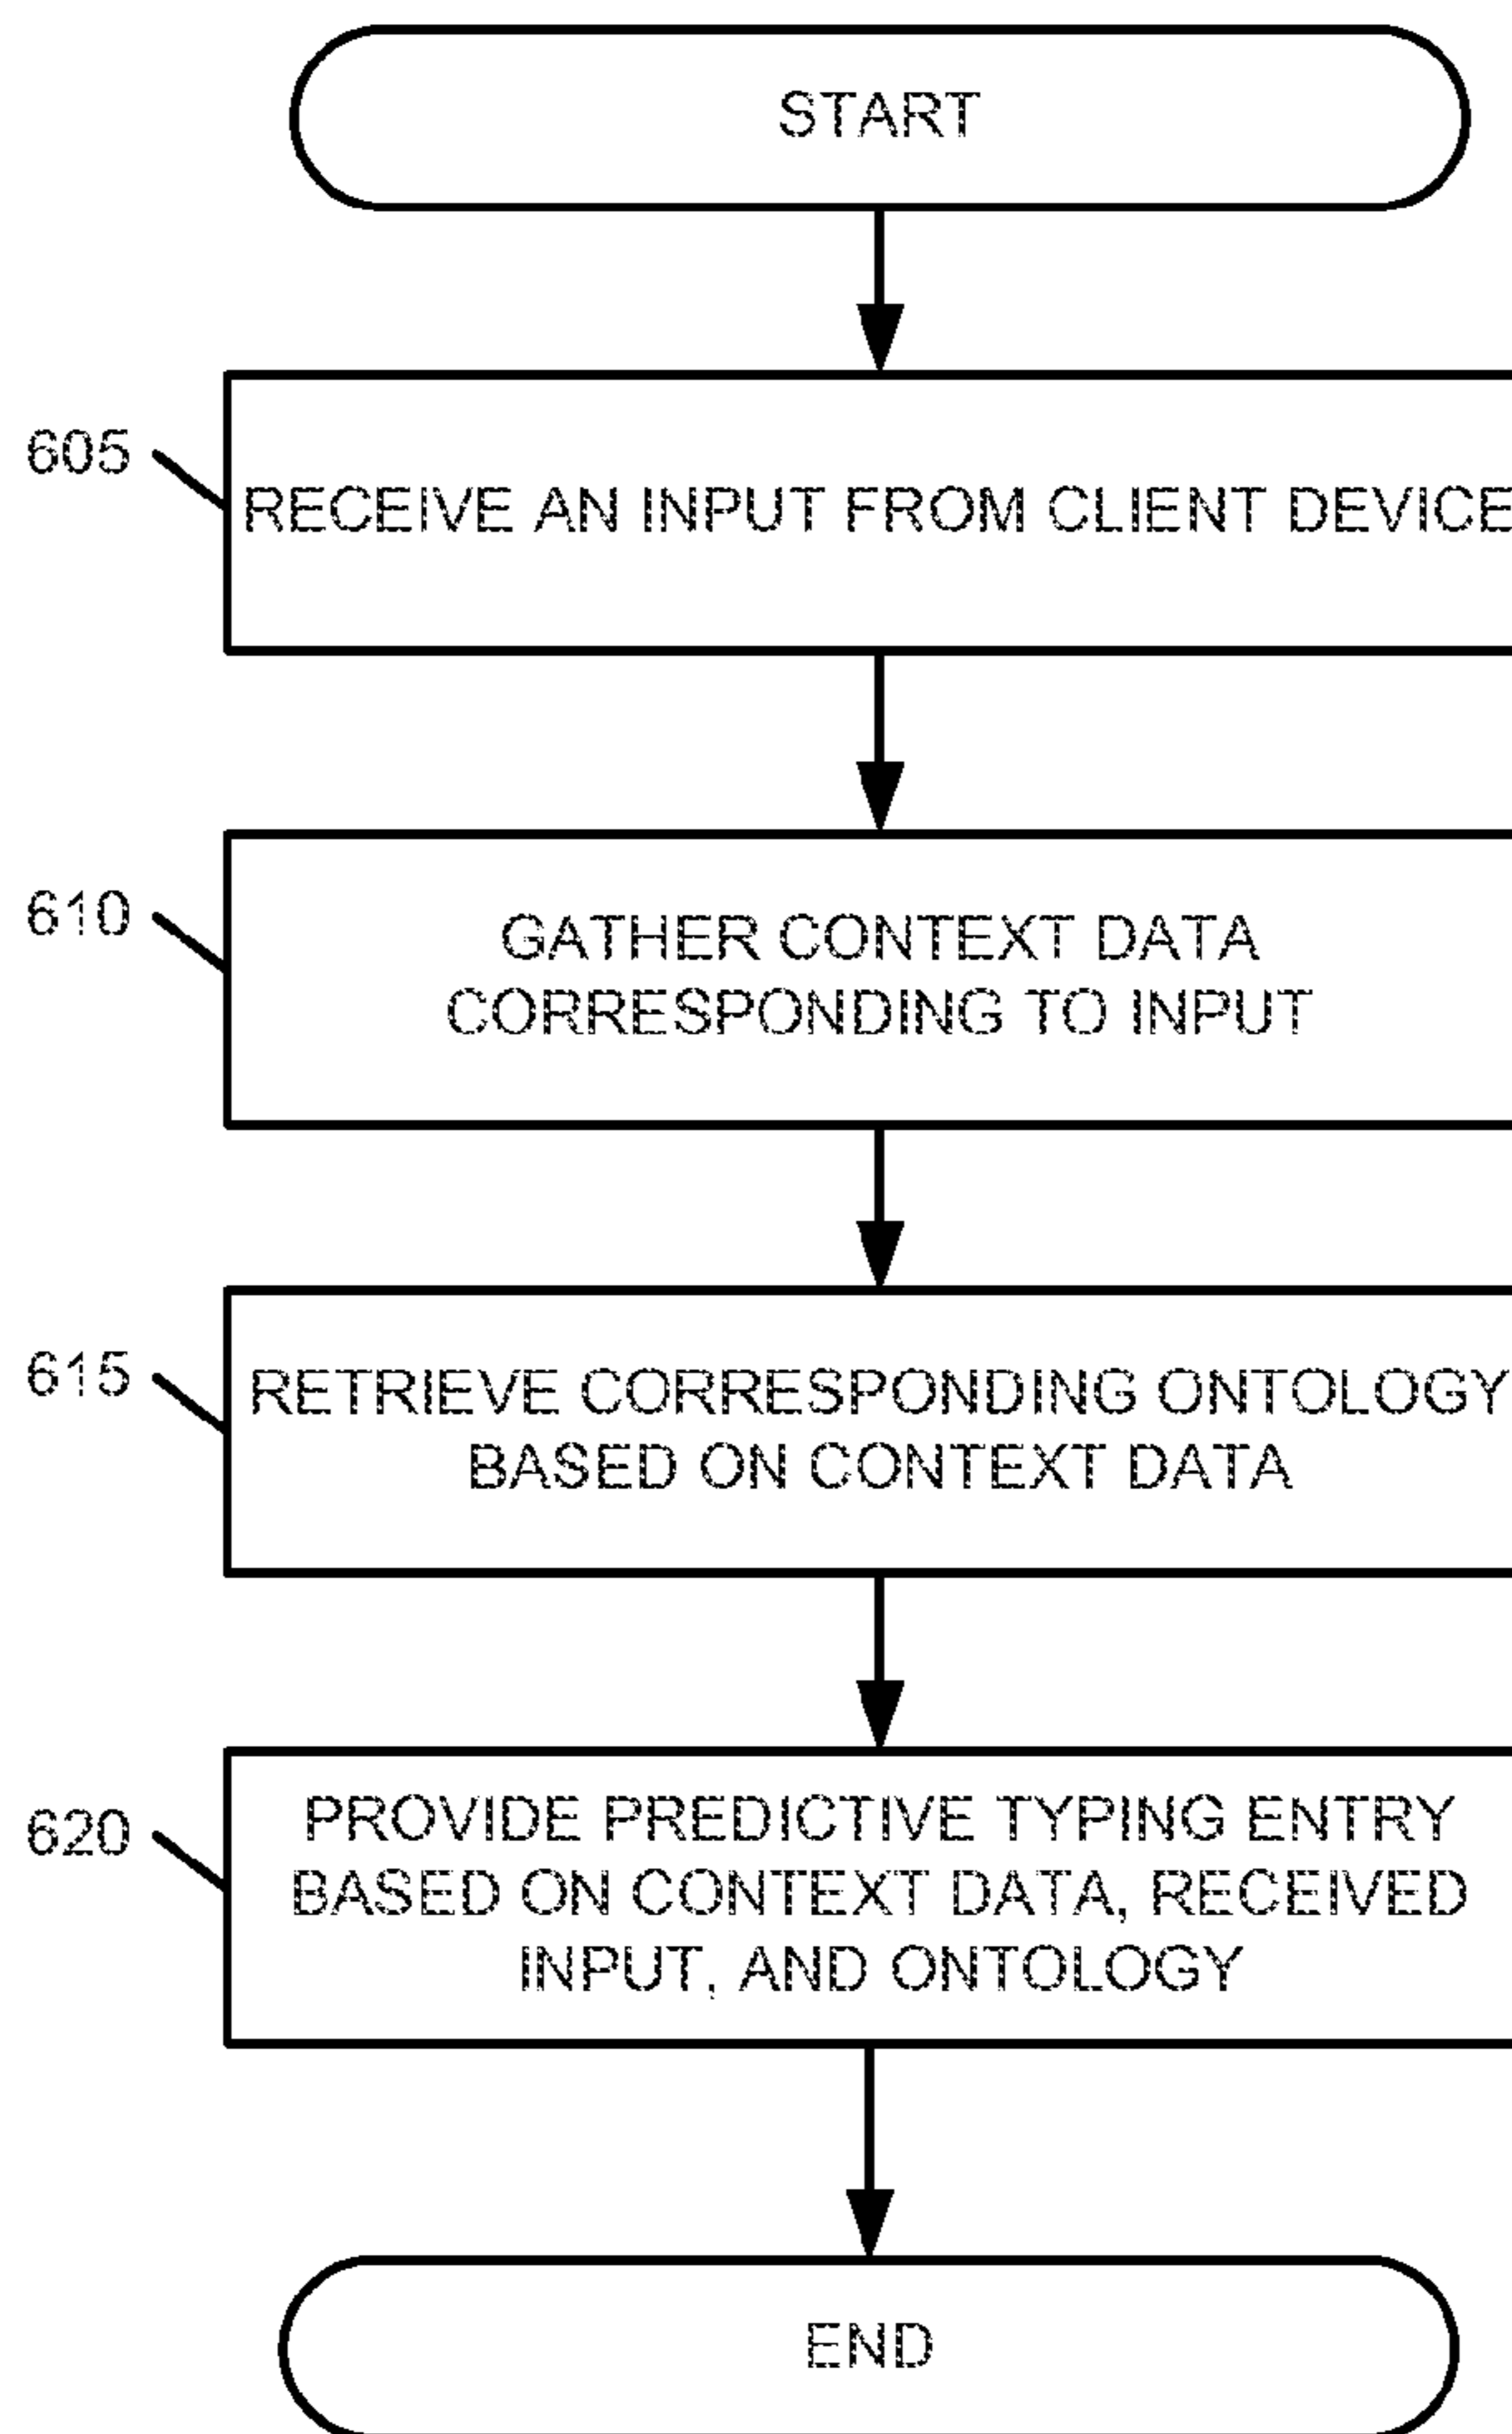 START
605
RECEIVE AN INPUT FROM CLIENT DEVICE
610
GATHER CONTEXT DATA
CORRESPONDING TO INPUT
615
RETRIEVE CORRESPONDING ONTOLOGY
BASED ON CONTEXT DATA
620
PROVIDE PREDICTIVE TYPING ENTRY
BASED ON CONTEXT DATA, RECEIVED
INPUT, AND ONTOLOGY
END